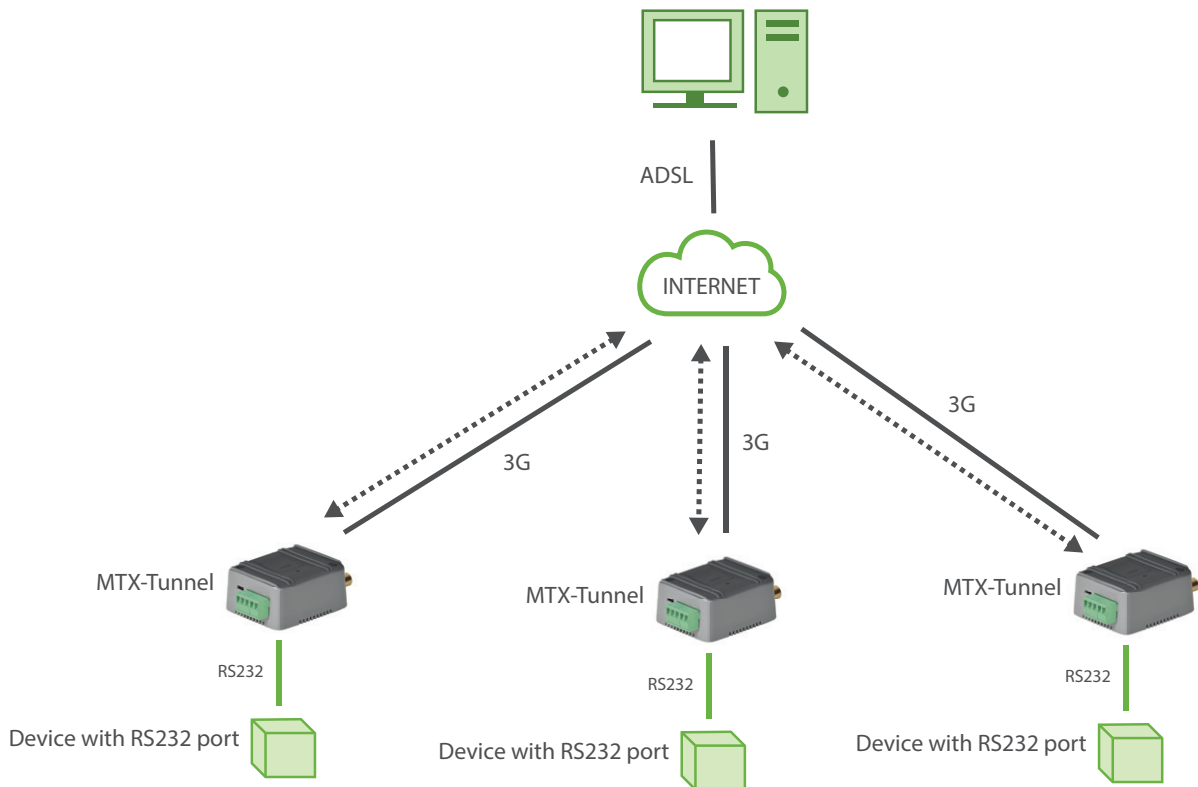 ADSL
INTERNET
3G
3G
3G
MTX-Tunnel
MTX-Tunnel
MTX-Tunnel
RS232
RS232
RS232
Device with RS232 port
Device with RS232 port
Device with RS232 port